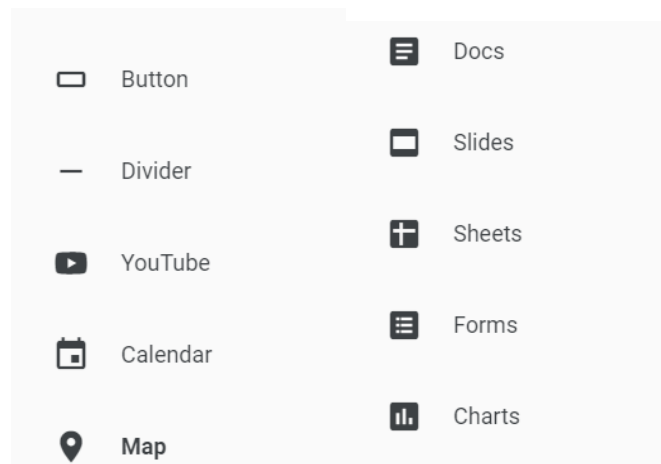 Button
Divider
YouTube
Calendar
Map
Docs
Slides
Sheets
Forms
Charts